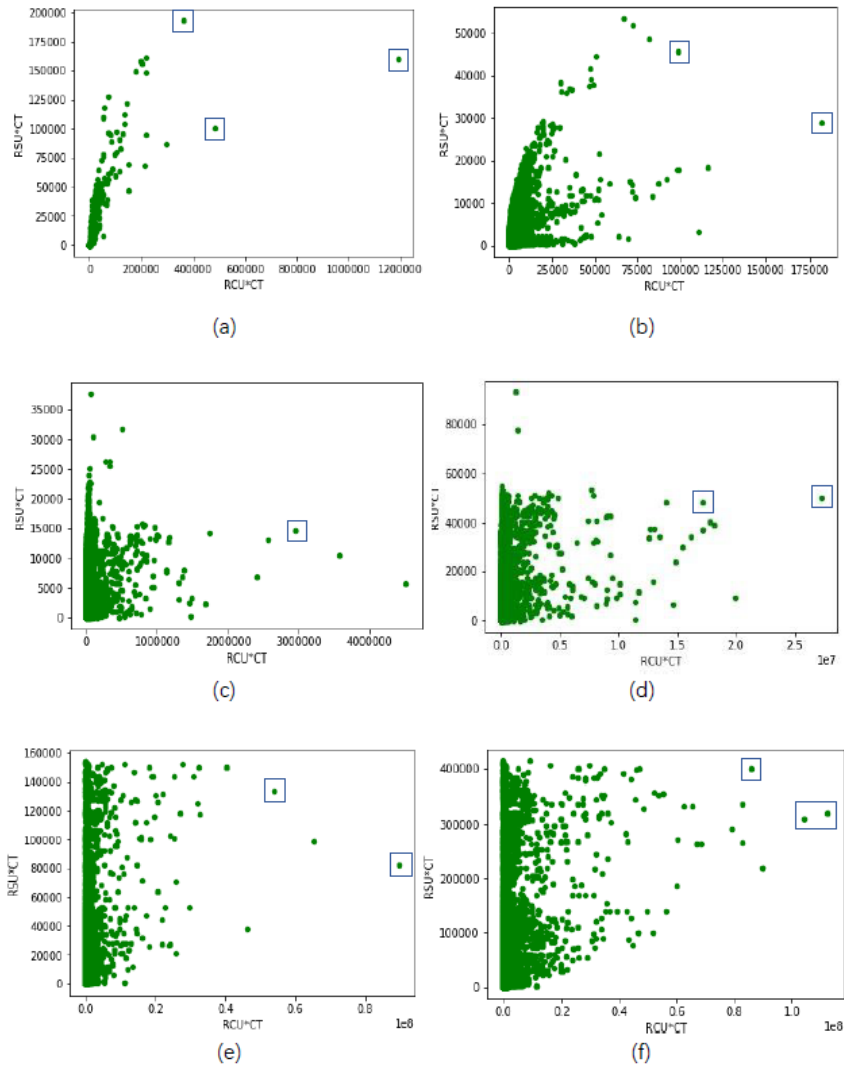 200000
175000
150000
125000
100000
75000
50000
25000
0
RSU*CT
0 200000 400000 600000 800000 1000000 1200000
RCU*CT
(a)
50000
40000
30000
20000
10000
0
RSU*CT
0 25000 50000 75000 100000 125000 150000 175000
RCU*CT
(b)
35000
30000
25000
20000
15000
10000
5000
0
RSU*CT
0 1000000 2000000 3000000 4000000
RCU*CT
(c)
80000
60000
40000
20000
0
RSU*CT
0.0 0.5 1.0 1.5 2.0 2.5
1e7
RCU*CT
(d)
160000
140000
120000
100000
80000
60000
40000
20000
0
RSU*CT
0.0 0.2 0.4 0.6 0.8
1e8
RCU*CT
(e)
400000
300000
200000
100000
0
RSU*CT
0.0 0.2 0.4 0.6 0.8 1.0
1e8
RCU*CT
(f)